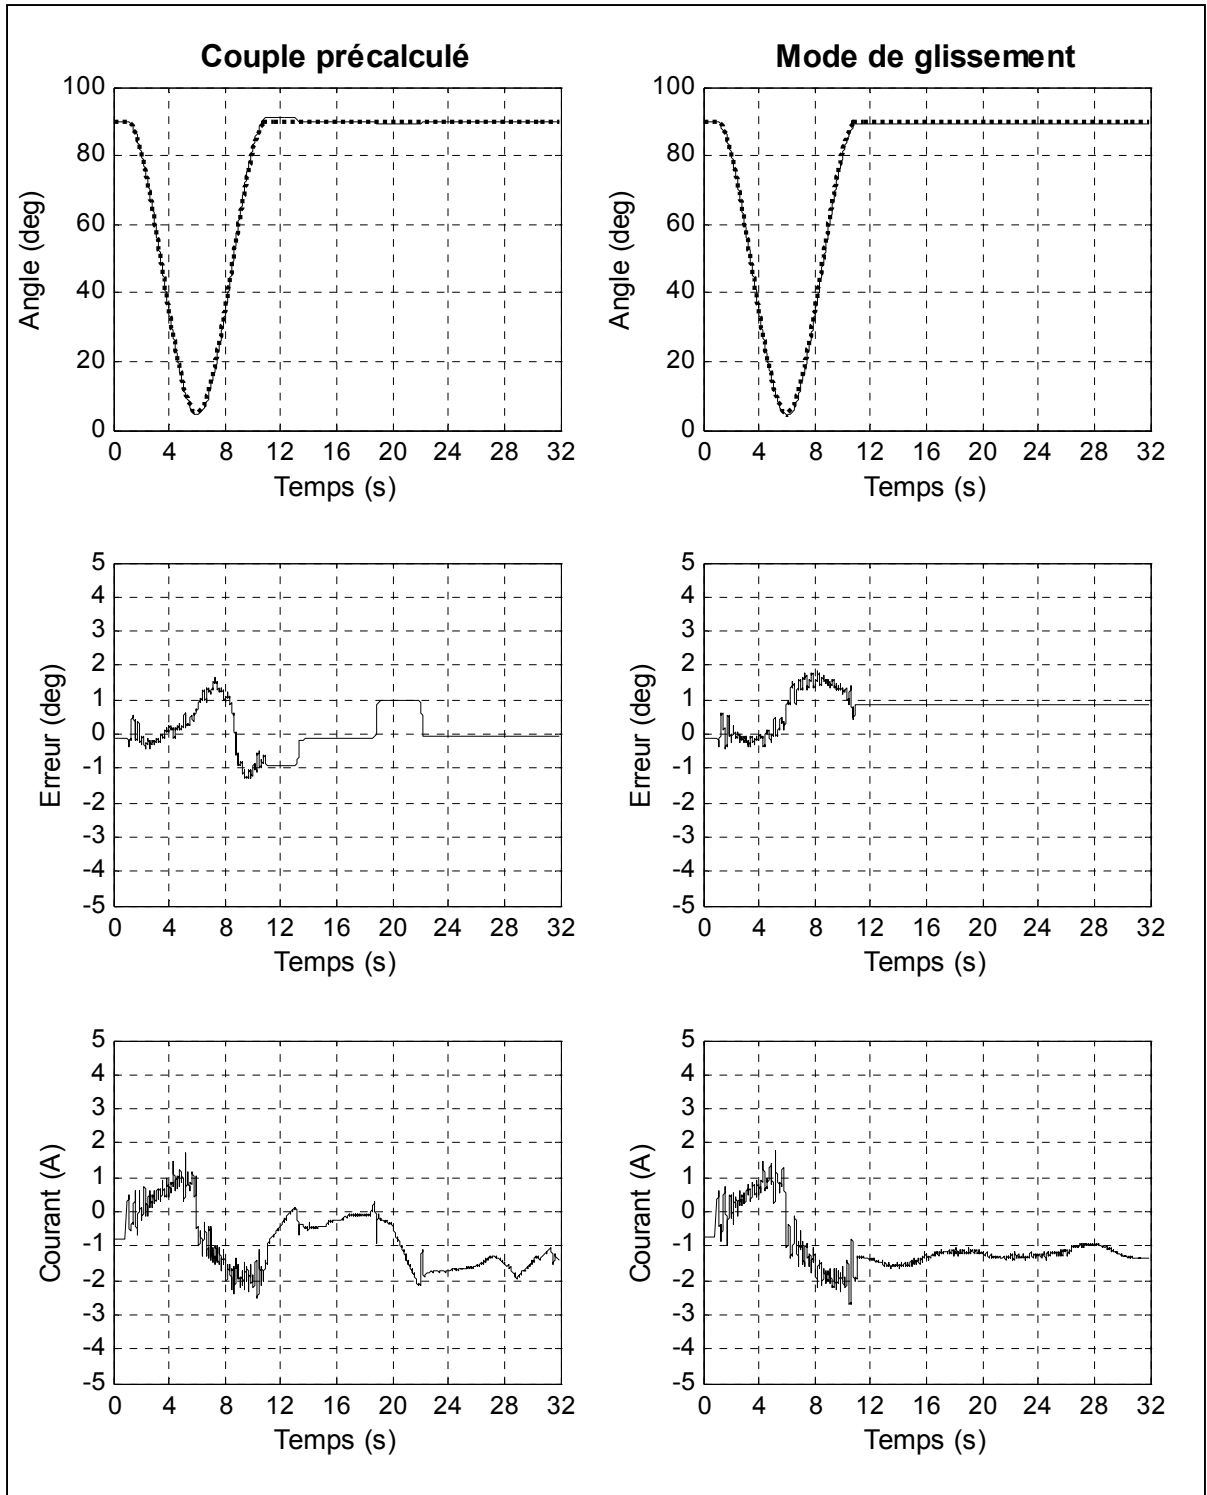 Couple précalculé
Mode de glissement
100
80
60
40
20
0
Angle (deg)
0 4 8 12 16 20 24 28 32
Temps (s)
100
80
60
40
20
0
Angle (deg)
0 4 8 12 16 20 24 28 32
Temps (s)
5
4
3
2
1
0
-1
-2
-3
-4
-5
Erreur (deg)
0 4 8 12 16 20 24 28 32
Temps (s)
5
4
3
2
1
0
-1
-2
-3
-4
-5
Erreur (deg)
0 4 8 12 16 20 24 28 32
Temps (s)
5
4
3
2
1
0
-1
-2
-3
-4
-5
Courant (A)
0 4 8 12 16 20 24 28 32
Temps (s)
5
4
3
2
1
0
-1
-2
-3
-4
-5
Courant (A)
0 4 8 12 16 20 24 28 32
Temps (s)